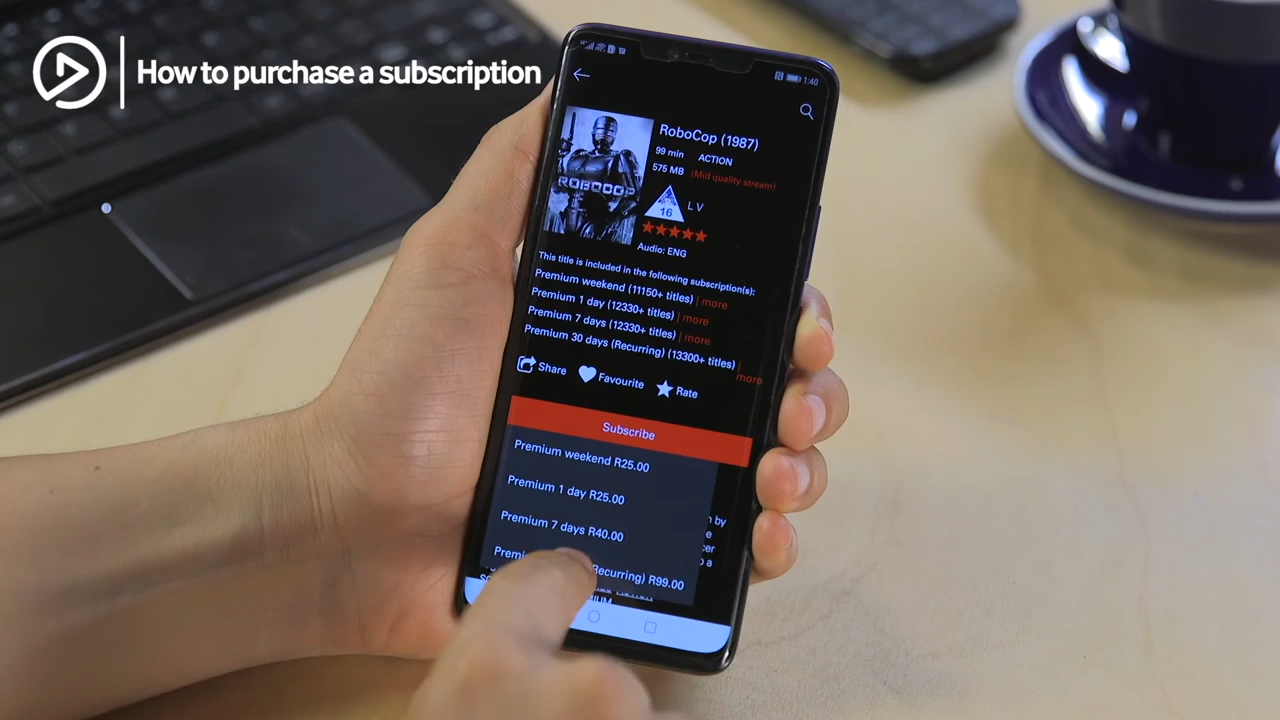 How to purchase a subscription
1:40
RoboCop (1987)
99 min ACTION
575 MB (Mid quality stream)
ROBOCOP
16 L V
Audio: ENG
This title is included in the following subscription(s):
Premium weekend (11150+ titles) | more
Premium 1 day (12330+ titles) | more
Premium 7 days (12330+ titles) | more
Premium 30 days (Recurring) (13300+ titles) |
more
Share Favourite Rate
Subscribe
Premium weekend R25.00
Premium 1 day R25.00
Premium 7 days R40.00
Recurring) R99.00